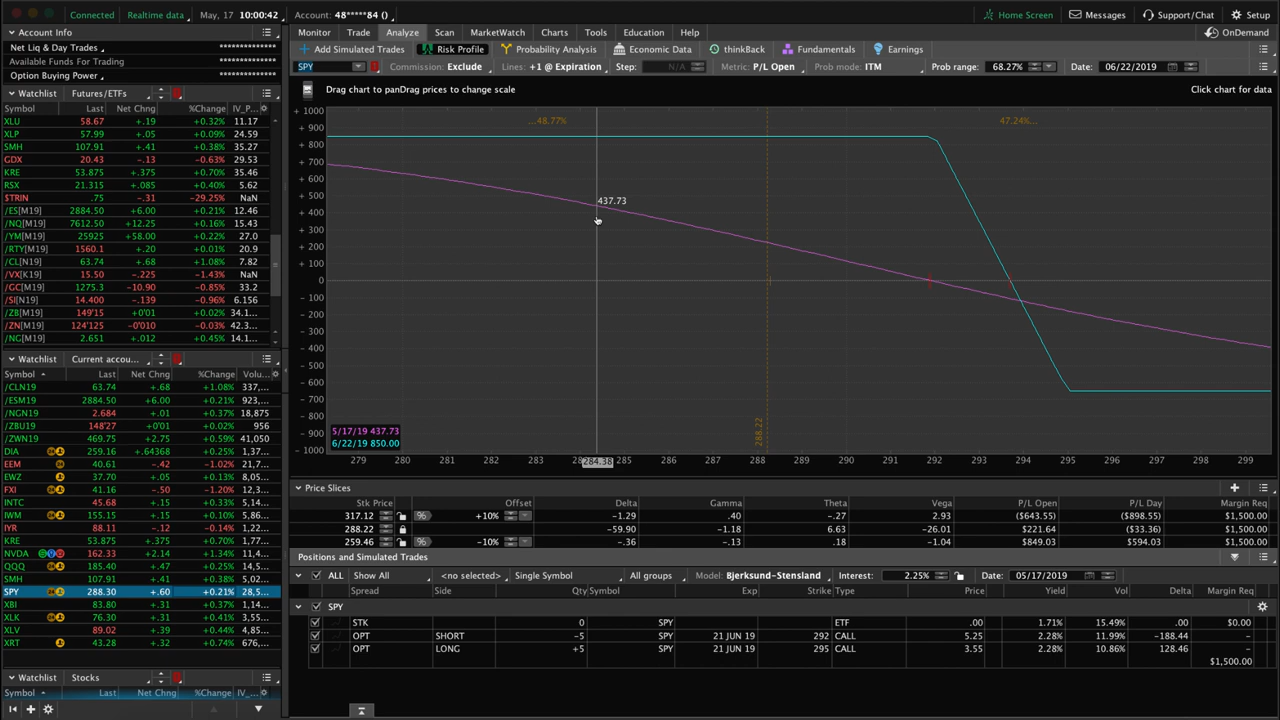 Connected Realtime data May, 17 10:00:42 Account: 48*****84 () Home Screen Messages Support/Chat Setup
Account Info Monitor Trade Analyze Scan MarketWatch Charts Tools Education Help OnDemand
Net Liq & Day Trades **************
Available Funds For Trading **************
Option Buying Power **************
Add Simulated Trades Risk Profile Probability Analysis Economic Data thinkBack Fundamentals Earnings
SPY Commission: Exclude Lines: +1 @ Expiration Step: N/A Metric: P/L Open Prob mode: ITM Prob range: 68.27% Date: 06/22/2019
Drag chart to panDrag prices to change scale Click chart for data
Watchlist Futures/ETFs
Symbol Last Net Chng %Change IV_P...
XLU 58.67 +.19 +0.32% 11.17
XLP 57.99 +.05 +0.09% 24.59
SMH 107.91 +.41 +0.38% 35.27
GDX 20.43 -.13 -0.63% 29.53
KRE 53.875 +.375 +0.70% 35.46
RSX 21.315 +.085 +0.40% 5.62
$TRIN .75 -.31 -29.25% NaN
/ES[M19] 2884.50 +6.00 +0.21% 12.46
/NQ[M19] 7612.50 +12.25 +0.16% 15.43
/YM[M19] 25925 +58.00 +0.22% 27.0
/RTY[M19] 1560.1 +.20 +0.01% 20.9
/CL[N19] 63.74 +.68 +1.08% 7.82
/VX[K19] 15.50 -.225 -1.43% NaN
/GC[M19] 1275.3 -10.90 -0.85% 33.2
/SI[N19] 14.400 -.139 -0.96% 6.156
/ZB[M19] 149'15 +0'01 +0.02% 34.1...
/ZN[M19] 124'125 -0'010 -0.03% 42.3...
/NG[M19] 2.651 +.012 +0.45% 14.1...
Watchlist Current accou...
Symbol Last Net Chng %Change Volu...
/CLN19 63.74 +.68 +1.08% 337,...
/ESM19 2884.50 +6.00 +0.21% 923,...
/NGN19 2.684 +.01 +0.37% 18,875
/ZBU19 148'27 +0'01 +0.02% 956
/ZWN19 469.75 +2.75 +0.59% 41,050
DIA 259.16 +.64368 +0.25% 1,37...
EEM 40.61 -.42 -1.02% 21,7...
EWZ 37.70 +.05 +0.13% 8,05...
FXI 41.16 -.50 -1.20% 12,3...
INTC 45.68 +.15 +0.33% 5,14...
IWM 155.15 +.15 +0.10% 5,86...
IYR 88.11 -.12 -0.14% 1,22...
KRE 53.875 +.375 +0.70% 1,46...
NVDA 162.33 +2.14 +1.34% 11,4...
QQQ 185.40 +.47 +0.25% 14,5...
SMH 107.91 +.41 +0.38% 5,02...
SPY 288.30 +.60 +0.21% 28,5...
XBI 83.80 +.31 +0.37% 1,14...
XLK 76.30 +.31 +0.41% 6,17...
XLV 89.02 +.39 +0.44% 4,85...
XRT 43.28 +.32 +0.74% 676,...
Watchlist Stocks
Symbol Last Net Chng %Change IV_...
...48.77% 47.24%...
+ 1000
+ 900
+ 800
+ 700
+ 600
+ 500
+ 400
+ 300
+ 200
+ 100
0
- 100
- 200
- 300
- 400
- 500
- 600
- 700
- 800
- 900
- 1000
437.73
288.22
5/17/19 437.73
6/22/19 850.00
279 280 281 282 283 284.38 285 286 287 288 289 290 291 292 293 294 295 296 297 298 299
Price Slices
Stk Price Offset Delta Gamma Theta Vega P/L Open P/L Day Margin Req
317.12 % +10% -1.29 .40 -.27 2.93 ($643.55) ($898.55) $1,500.00
288.22 -59.90 -1.18 6.63 -26.01 $221.64 ($33.36) $1,500.00
259.46 % -10% -.36 -.13 .18 -1.04 $849.03 $594.03 $1,500.00
Positions and Simulated Trades
ALL Show All <no selected> Single Symbol All groups Model: Bjerksund-Stensland Interest: 2.25% Date: 05/17/2019
Spread Side Qty Symbol Exp Strike Type Price Yield Vol Delta Margin Req
SPY
STK 0 SPY ETF .00 1.71% 15.49% .00 $0.00
OPT SHORT -5 SPY 21 JUN 19 292 CALL 5.25 2.28% 11.99% -188.44
OPT LONG +5 SPY 21 JUN 19 295 CALL 3.55 2.28% 10.86% 128.46
$1,500.00